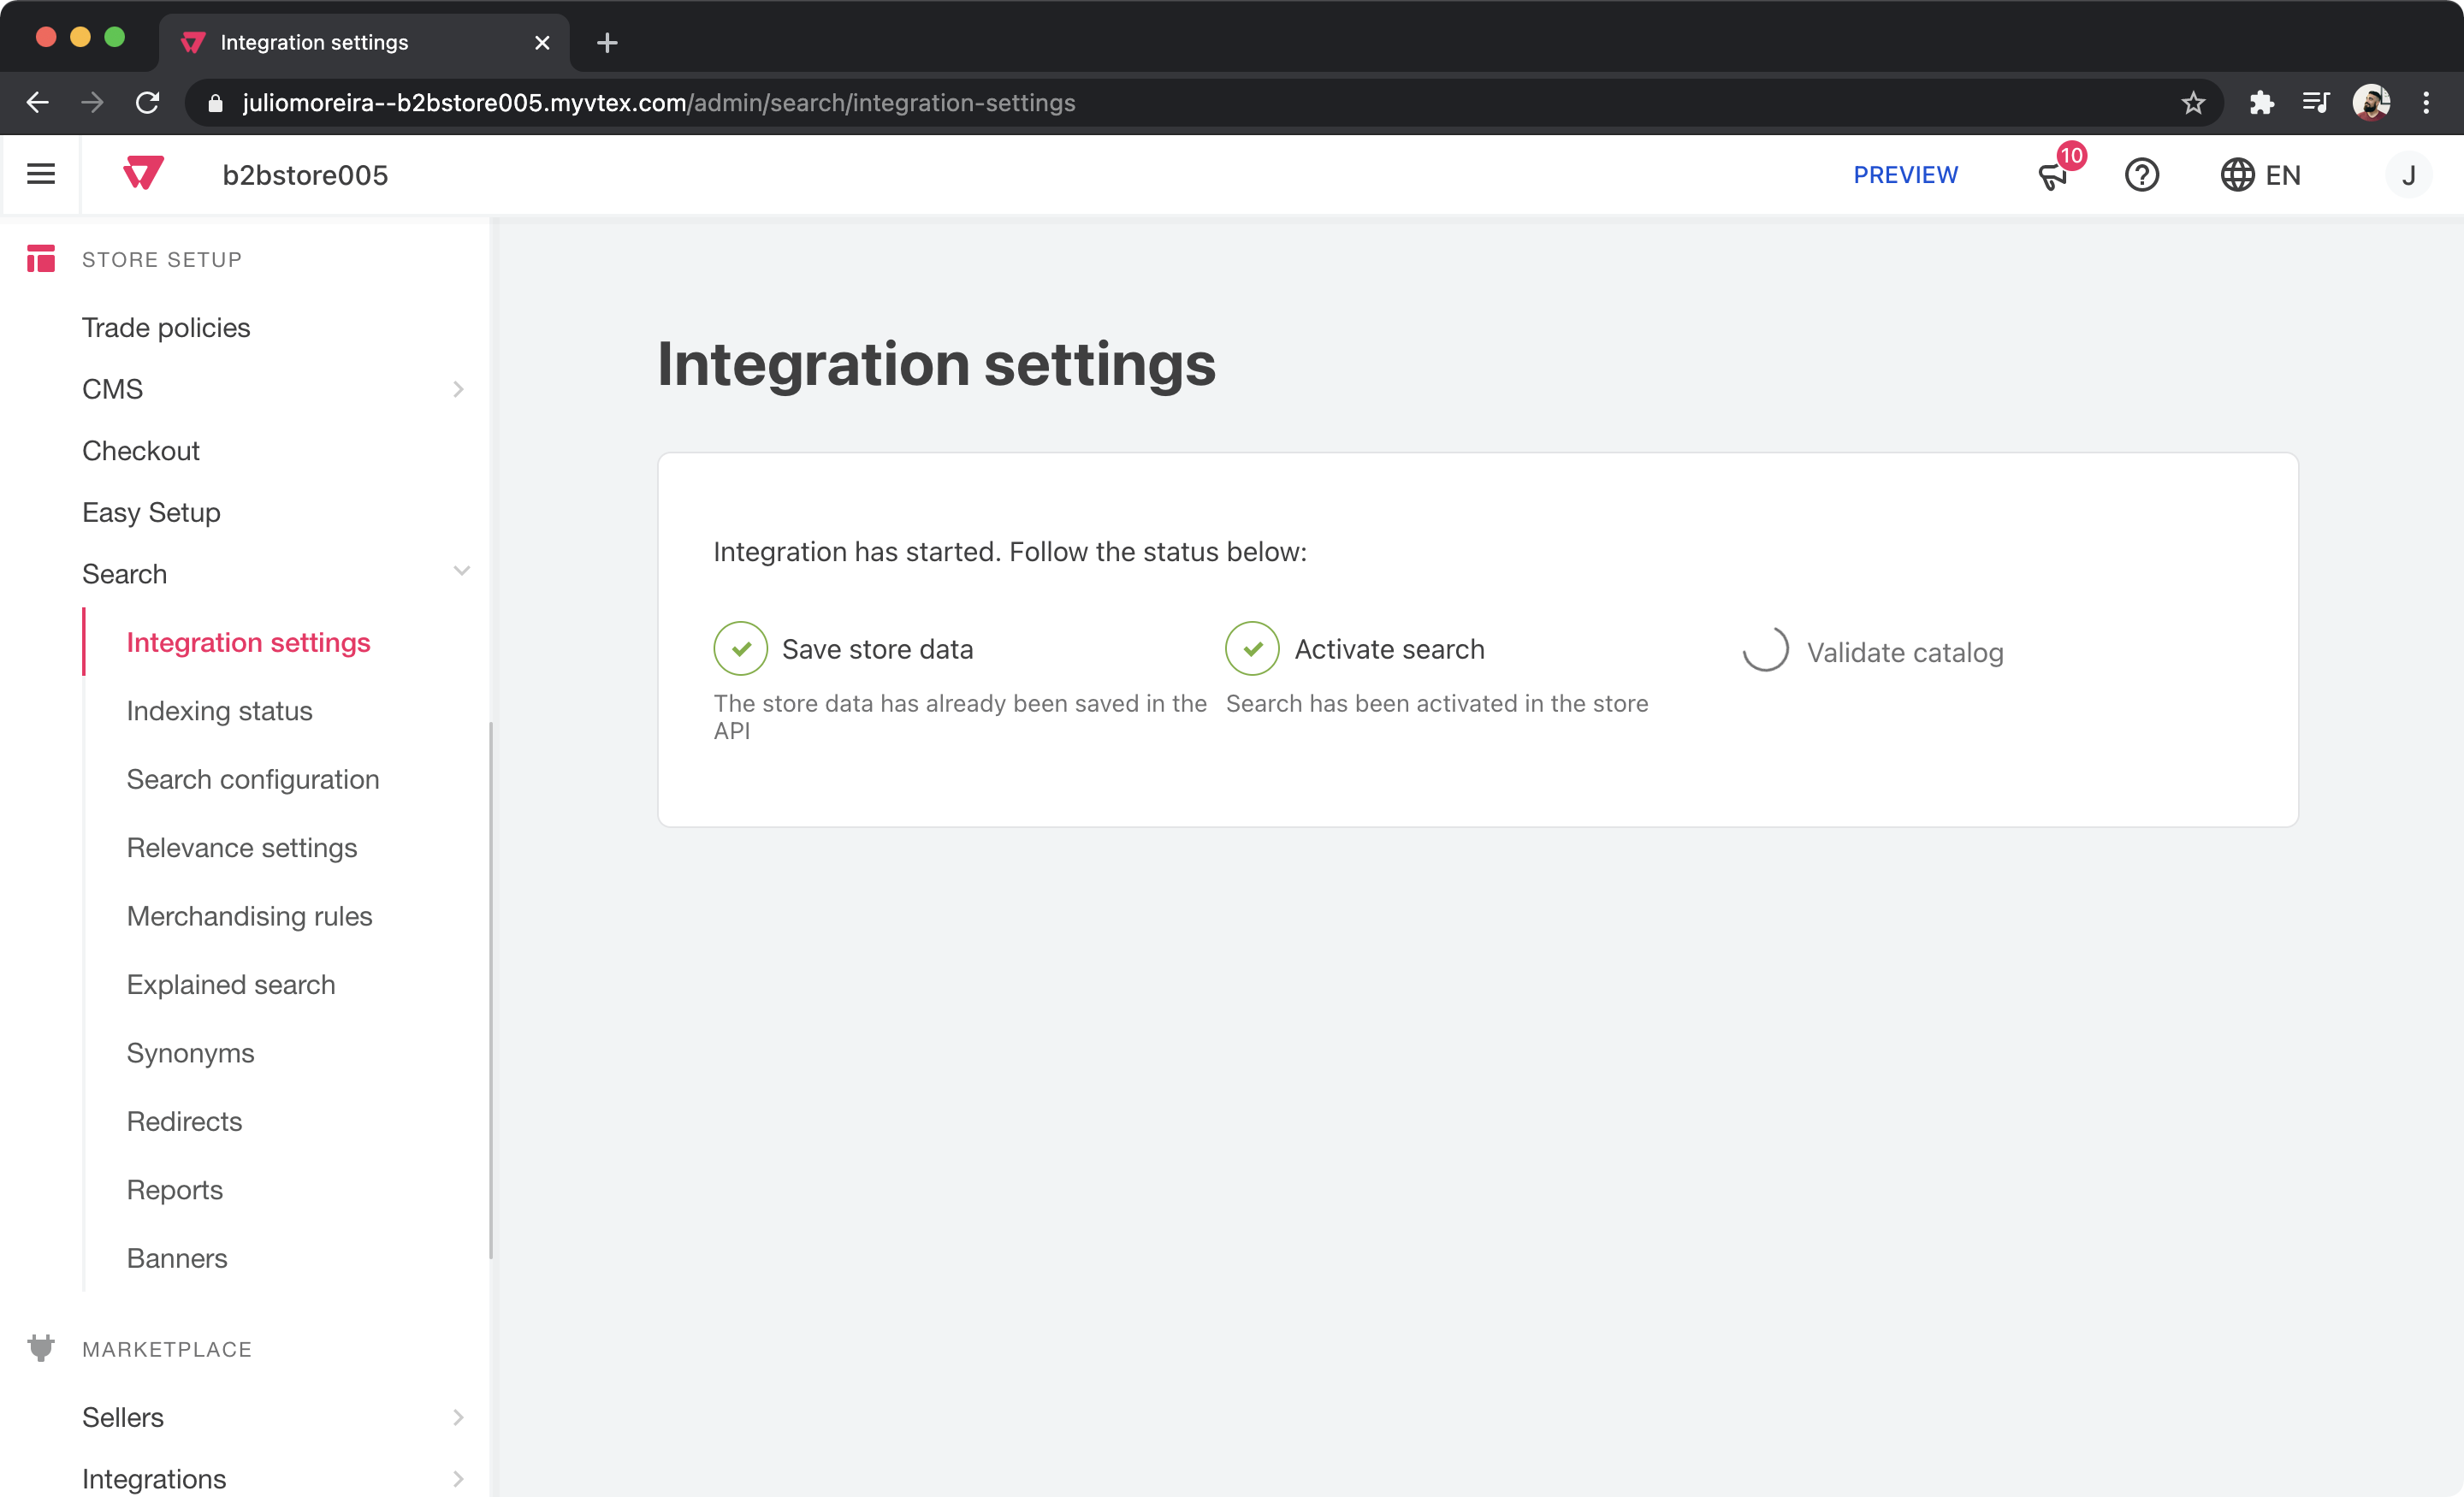 Integration settings
juliomoreira--b2bstore005.myvtex.com/admin/search/integration-settings
b2bstore005
PREVIEW
10
EN
J
STORE SETUP
Trade policies
CMS
Checkout
Easy Setup
Search
Integration settings
Indexing status
Search configuration
Relevance settings
Merchandising rules
Explained search
Synonyms
Redirects
Reports
Banners
MARKETPLACE
Sellers
Integrations
Integration settings
Integration has started. Follow the status below:
Save store data
The store data has already been saved in the
API
Activate search
Search has been activated in the store
Validate catalog